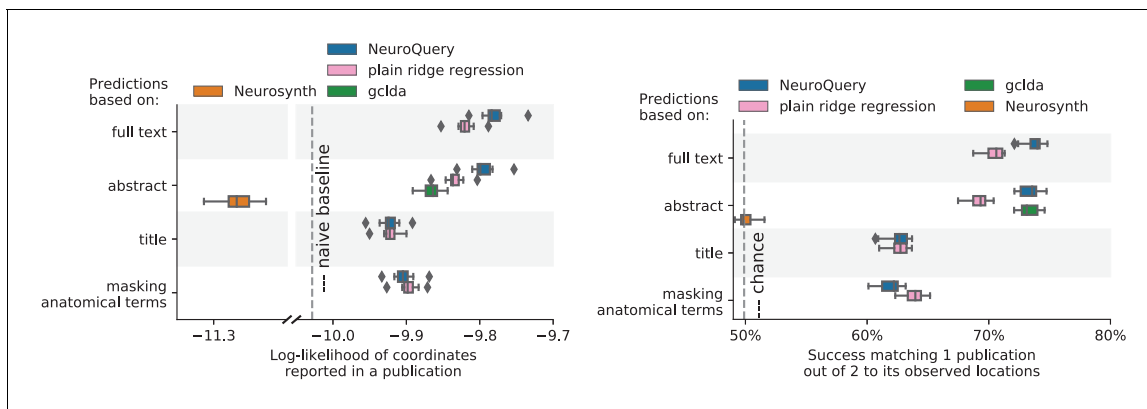 NeuroQuery
plain ridge regression
Predictions
based on:
Neurosynth
gclda
full text
abstract
title
masking
anatomical terms
naive baseline
−11.3
−10.0
−9.9
−9.8
−9.7
Log-likelihood of coordinates
reported in a publication
NeuroQuery
gclda
Predictions
based on:
plain ridge regression
Neurosynth
full text
abstract
title
masking
anatomical terms
chance
50%
60%
70%
80%
Success matching 1 publication
out of 2 to its observed locations